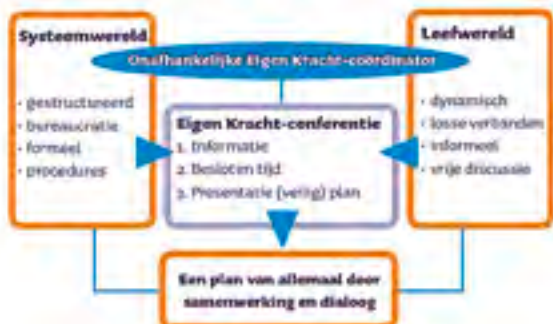 Systeemwereld
Leefwereld
Onafhankelijke Eigen Kracht-coördinator
• gestructureerd
• bureaucratie
• formeel
• procedures
Eigen Kracht-conferentie
1. Informatie
2. Besloten tijd
3. Presentatie (veilig) plan
• dynamisch
• losse verbanden
• informeel
• vrije discussie
Een plan van allemaal door
samenwerking en dialoog